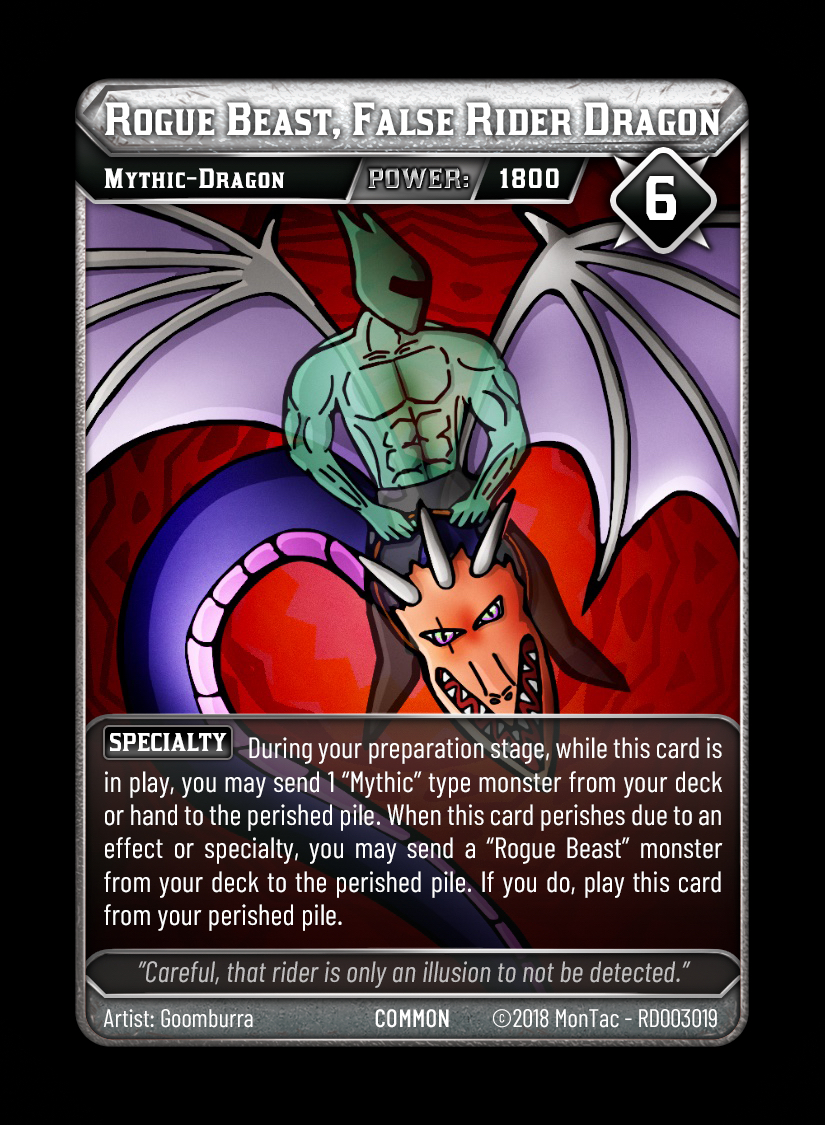 Rogue Beast, False Rider Dragon
Mythic-Dragon POWER: 1800
6
SPECIALTY During your preparation stage, while this card is
in play, you may send 1 “Mythic” type monster from your deck
or hand to the perished pile. When this card perishes due to an
effect or specialty, you may send a “Rogue Beast” monster
from your deck to the perished pile. If you do, play this card
from your perished pile.
“Careful, that rider is only an illusion to not be detected.”
Artist: Goomburra COMMON ©2018 MonTac - RD003019